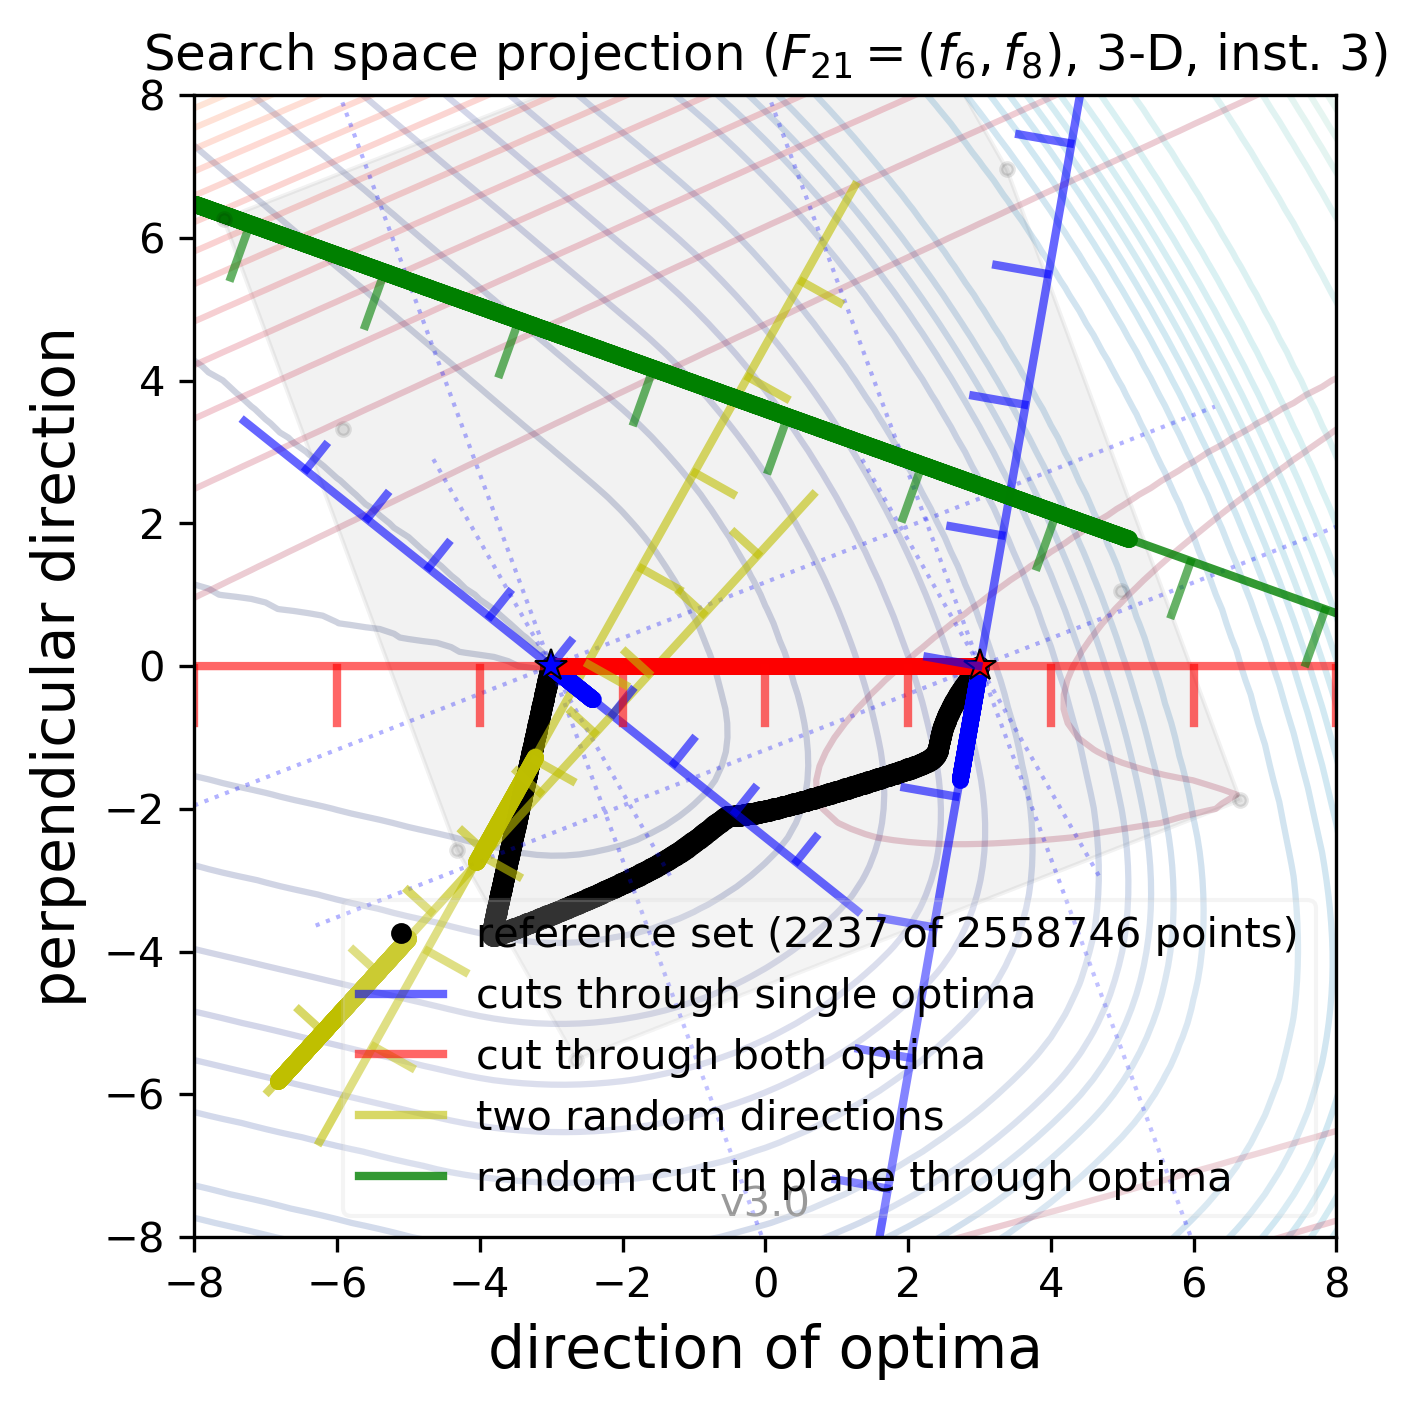 Search space projection (F21 = (f6, f8), 3-D, inst. 3)
8
6
4
2
0
−2
−4
−6
−8
perpendicular direction
reference set (2237 of 2558746 points)
cuts through single optima
cut through both optima
two random directions
random cut in plane through optima
v3.0
−8 −6 −4 −2 0 2 4 6 8
direction of optima